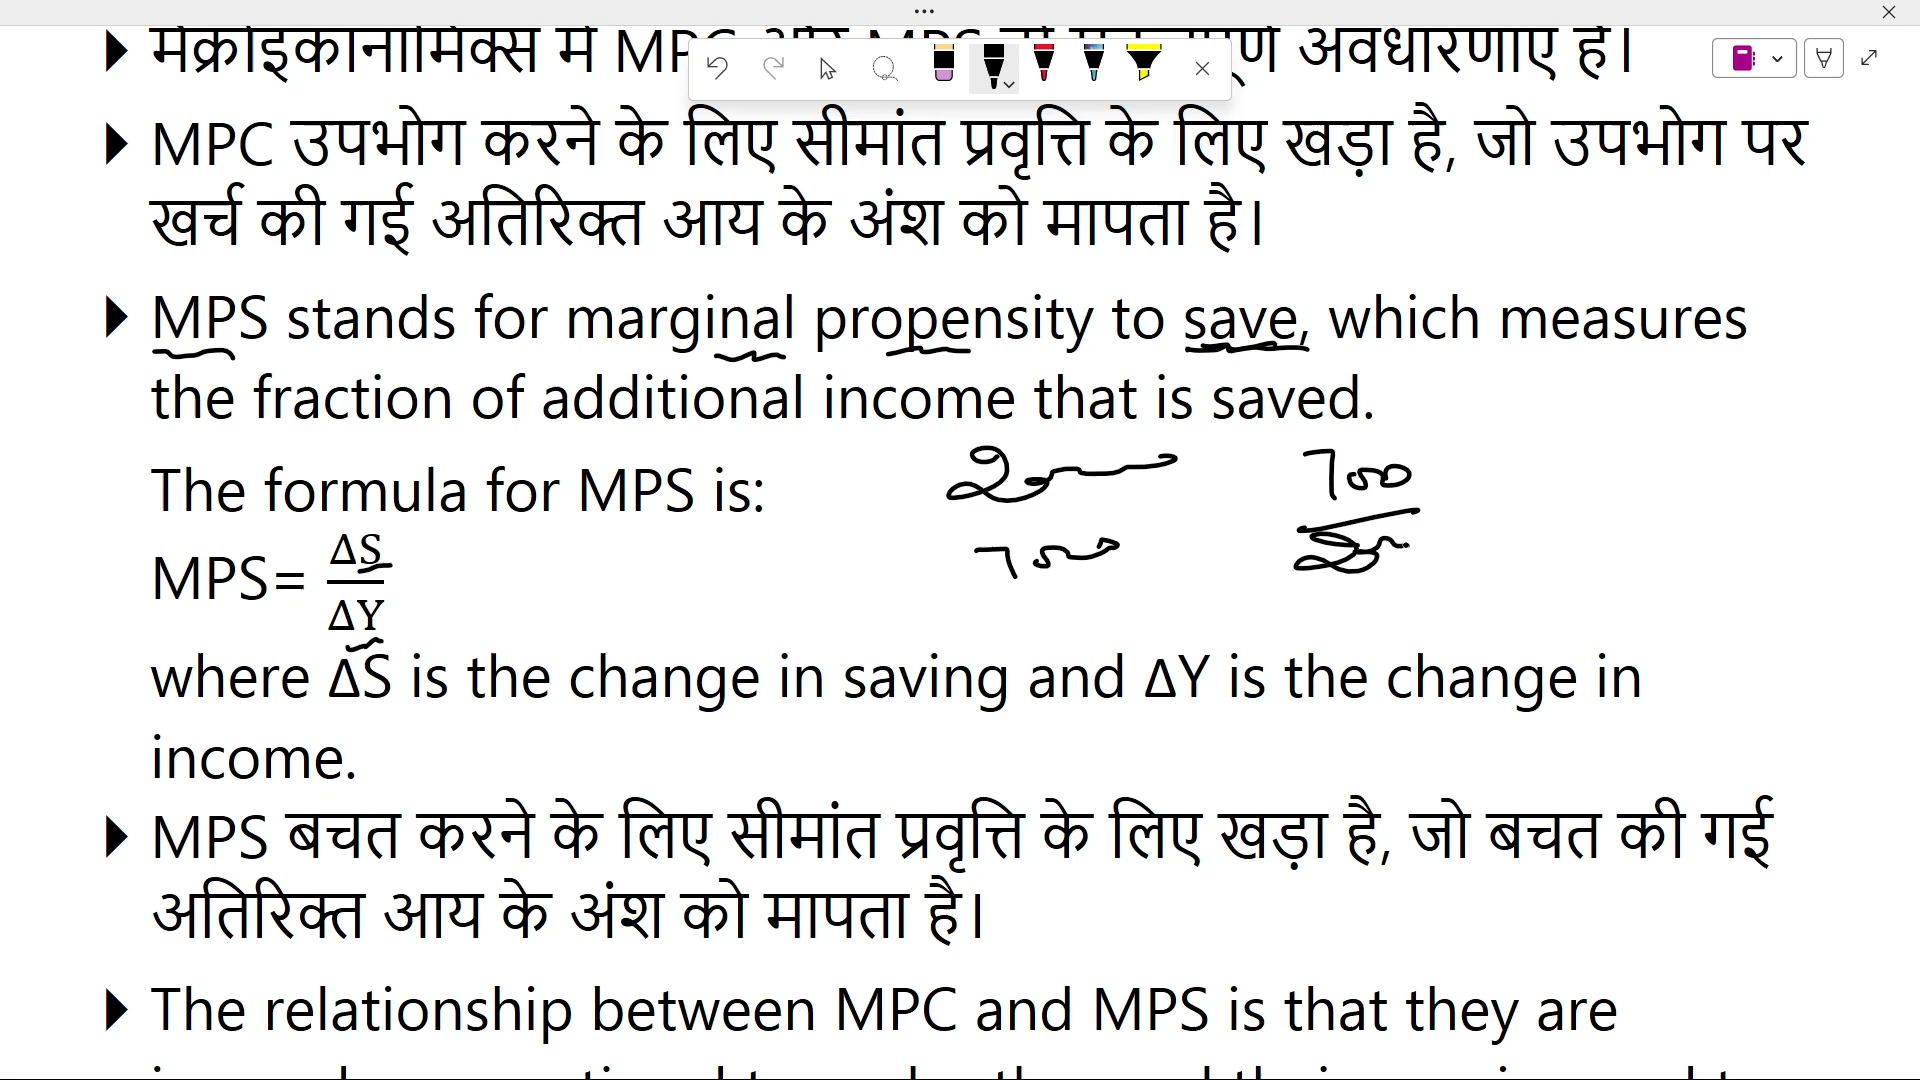 ▶ मैक्रोइकोनॉमिक्स में अवधारणाएं हैं।
▶ MPC उपभोग करने के लिए सीमांत प्रवृत्ति के लिए खड़ा है, जो उपभोग पर
खर्च की गई अतिरिक्त आय के अंश को मापता है।
▶ MPS stands for marginal propensity to save, which measures
the fraction of additional income that is saved.
700
The formula for MPS is:
MPS= ΔS/ΔY
where ΔS is the change in saving and ΔY is the change in
income.
▶ MPS बचत करने के लिए सीमांत प्रवृत्ति के लिए खड़ा है, जो बचत की गई
अतिरिक्त आय के अंश को मापता है।
▶ The relationship between MPC and MPS is that they are